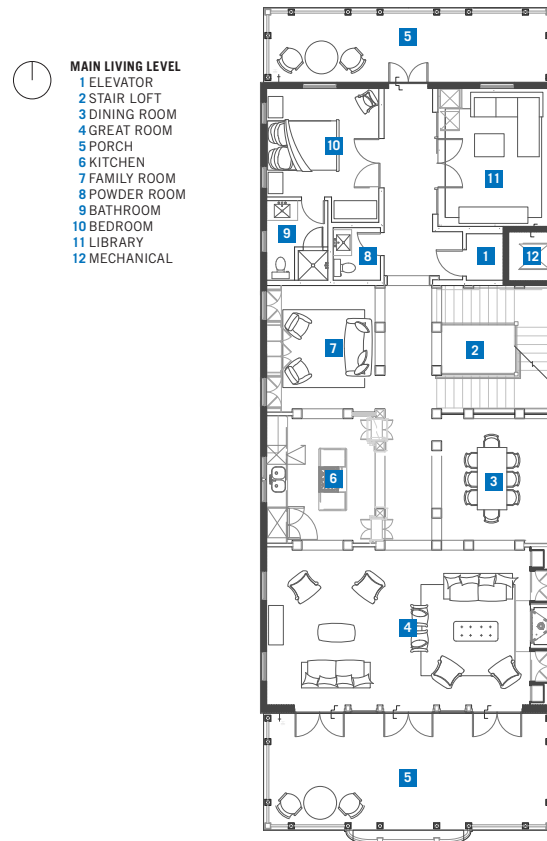 MAIN LIVING LEVEL
1 ELEVATOR
2 STAIR LOFT
3 DINING ROOM
4 GREAT ROOM
5 PORCH
6 KITCHEN
7 FAMILY ROOM
8 POWDER ROOM
9 BATHROOM
10 BEDROOM
11 LIBRARY
12 MECHANICAL
5
10
11
9
8
1
12
7
2
6
3
4
5